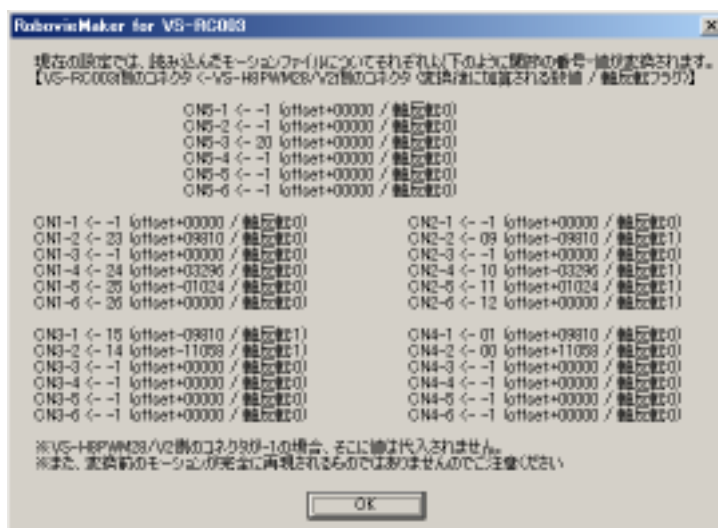 RobovieMaker for VS-RC003
現在の設定では、読み込んだモーションファイルについてそれぞれ以下のように関節の番号・値が変換されます。
【VS-RC003側のコネクタ <-VS-H8PWM28/V2側のコネクタ (変換後に加算される数値 / 軸反転フラグ)】
CN5-1 <- -1 (offset+00000 / 軸反転:0)
CN5-2 <- -1 (offset+00000 / 軸反転:0)
CN5-3 <- 20 (offset+00000 / 軸反転:0)
CN5-4 <- -1 (offset+00000 / 軸反転:0)
CN5-5 <- -1 (offset+00000 / 軸反転:0)
CN5-6 <- -1 (offset+00000 / 軸反転:0)
CN1-1 <- -1 (offset+00000 / 軸反転:0)
CN1-2 <- 23 (offset+09810 / 軸反転:0)
CN1-3 <- -1 (offset+00000 / 軸反転:0)
CN1-4 <- 24 (offset+03296 / 軸反転:0)
CN1-5 <- 25 (offset-01024 / 軸反転:0)
CN1-6 <- 26 (offset+00000 / 軸反転:0)
CN2-1 <- -1 (offset+00000 / 軸反転:0)
CN2-2 <- 09 (offset-09810 / 軸反転:1)
CN2-3 <- -1 (offset+00000 / 軸反転:0)
CN2-4 <- 10 (offset-03296 / 軸反転:1)
CN2-5 <- 11 (offset+01024 / 軸反転:1)
CN2-6 <- 12 (offset+00000 / 軸反転:1)
CN3-1 <- 15 (offset-09810 / 軸反転:1)
CN3-2 <- 14 (offset-11058 / 軸反転:1)
CN3-3 <- -1 (offset+00000 / 軸反転:0)
CN3-4 <- -1 (offset+00000 / 軸反転:0)
CN3-5 <- -1 (offset+00000 / 軸反転:0)
CN3-6 <- -1 (offset+00000 / 軸反転:0)
CN4-1 <- 01 (offset+09810 / 軸反転:0)
CN4-2 <- 00 (offset+11058 / 軸反転:0)
CN4-3 <- -1 (offset+00000 / 軸反転:0)
CN4-4 <- -1 (offset+00000 / 軸反転:0)
CN4-5 <- -1 (offset+00000 / 軸反転:0)
CN4-6 <- -1 (offset+00000 / 軸反転:0)
※VS-H8PWM28/V2側のコネクタが-1の場合、そこに値は代入されません。
※また、変換前のモーションが完全に再現されるものではありませんのでご注意ください
OK